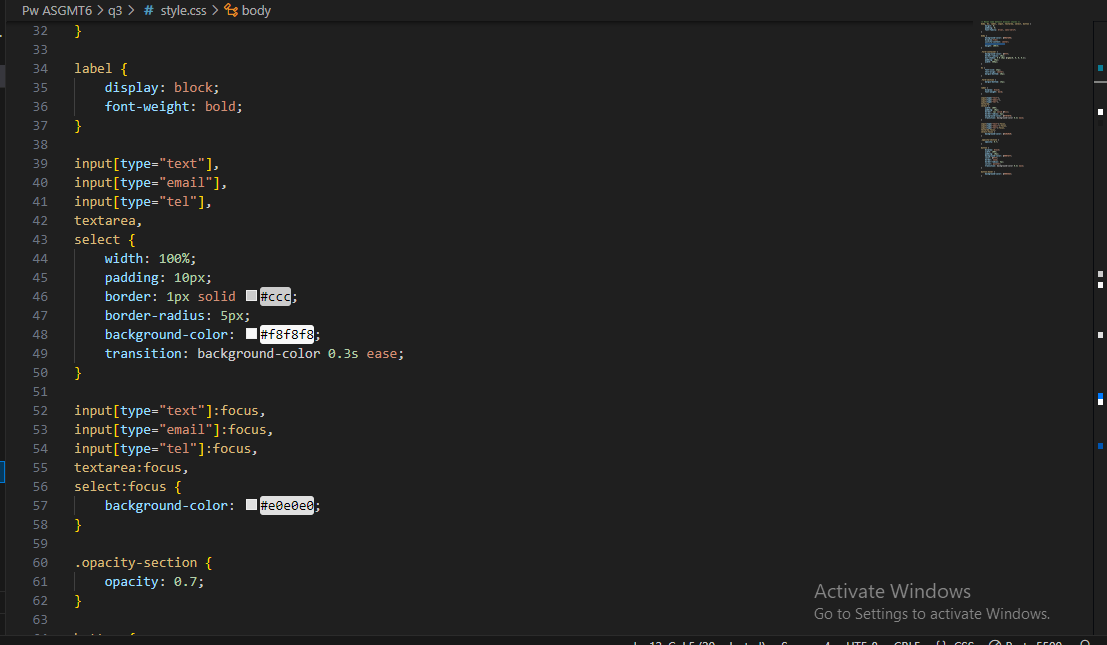 Pw ASGMT6 > q3 > # style.css > body
32 }
33
34 label {
35     display: block;
36     font-weight: bold;
37 }
38
39 input[type="text"],
40 input[type="email"],
41 input[type="tel"],
42 textarea,
43 select {
44     width: 100%;
45     padding: 10px;
46     border: 1px solid #ccc;
47     border-radius: 5px;
48     background-color: #f8f8f8;
49     transition: background-color 0.3s ease;
50 }
51
52 input[type="text"]:focus,
53 input[type="email"]:focus,
54 input[type="tel"]:focus,
55 textarea:focus,
56 select:focus {
57     background-color: #e0e0e0;
58 }
59
60 .opacity-section {
61     opacity: 0.7;
62 }
63
Activate Windows
Go to Settings to activate Windows.